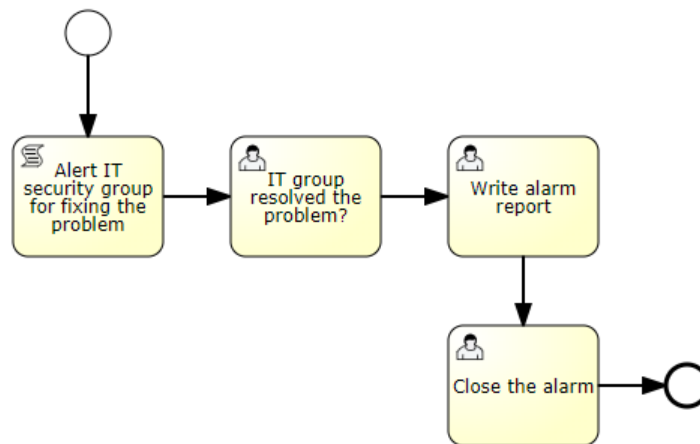 Alert IT
security group
for fixing the
problem
IT group
resolved the
problem?
Write alarm
report
Close the alarm